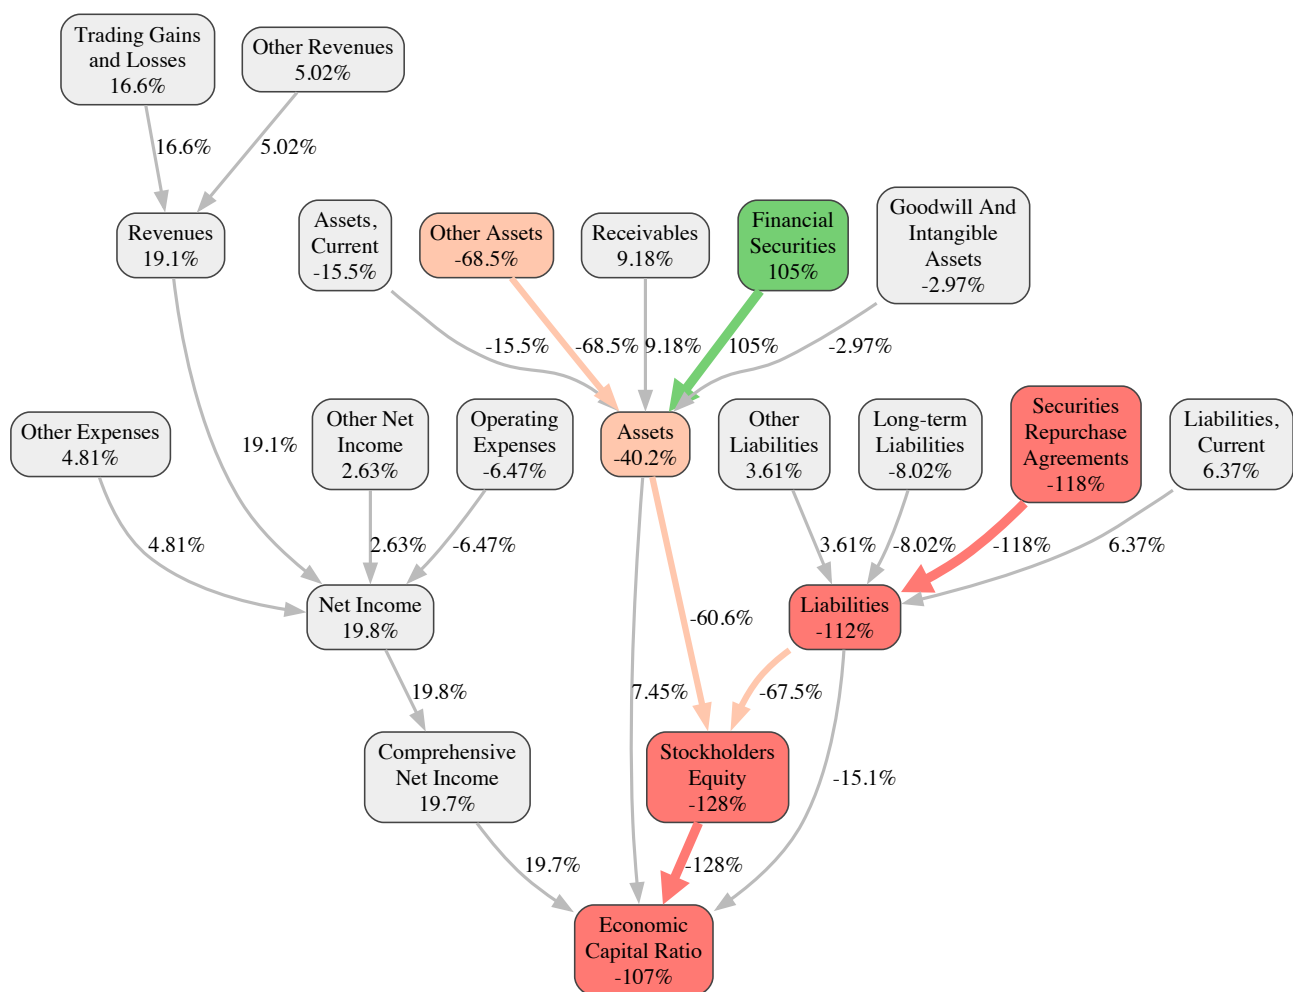 Trading Gains
and Losses
16.6%
Other Revenues
5.02%
16.6%
5.02%
Revenues
19.1%
Assets,
Current
-15.5%
Other Assets
-68.5%
Receivables
9.18%
Financial
Securities
105%
Goodwill And
Intangible
Assets
-2.97%
-15.5%
-68.5%
9.18%
105%
-2.97%
Other Expenses
4.81%
19.1%
Other Net
Income
2.63%
Operating
Expenses
-6.47%
Assets
-40.2%
Other
Liabilities
3.61%
Long-term
Liabilities
-8.02%
Securities
Repurchase
Agreements
-118%
Liabilities,
Current
6.37%
4.81%
2.63%
-6.47%
3.61%
-8.02%
-118%
6.37%
Net Income
19.8%
-60.6%
Liabilities
-112%
19.8%
7.45%
-67.5%
Comprehensive
Net Income
19.7%
Stockholders
Equity
-128%
-15.1%
19.7%
-128%
Economic
Capital Ratio
-107%